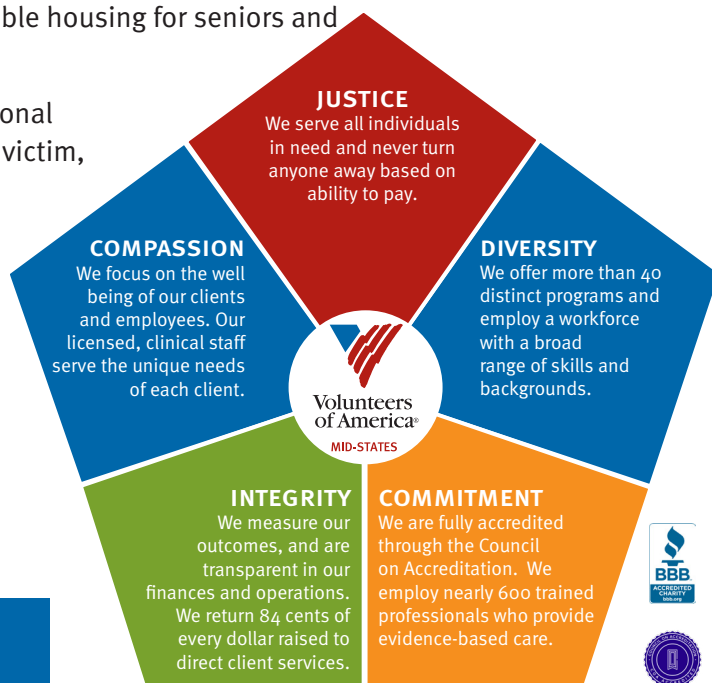 ble housing for seniors and
onal
victim,
JUSTICE
We serve all individuals
in need and never turn
anyone away based on
ability to pay.
COMPASSION
We focus on the well
being of our clients
and employees. Our
licensed, clinical staff
serve the unique needs
of each client.
DIVERSITY
We offer more than 40
distinct programs and
employ a workforce
with a broad
range of skills and
backgrounds.
Volunteers
of America®
MID-STATES
INTEGRITY
We measure our
outcomes, and are
transparent in our
finances and operations.
We return 84 cents of
every dollar raised to
direct client services.
COMMITMENT
We are fully accredited
through the Council
on Accreditation. We
employ nearly 600 trained
professionals who provide
evidence-based care.
BBB
ACCREDITED
CHARITY
bbb.org